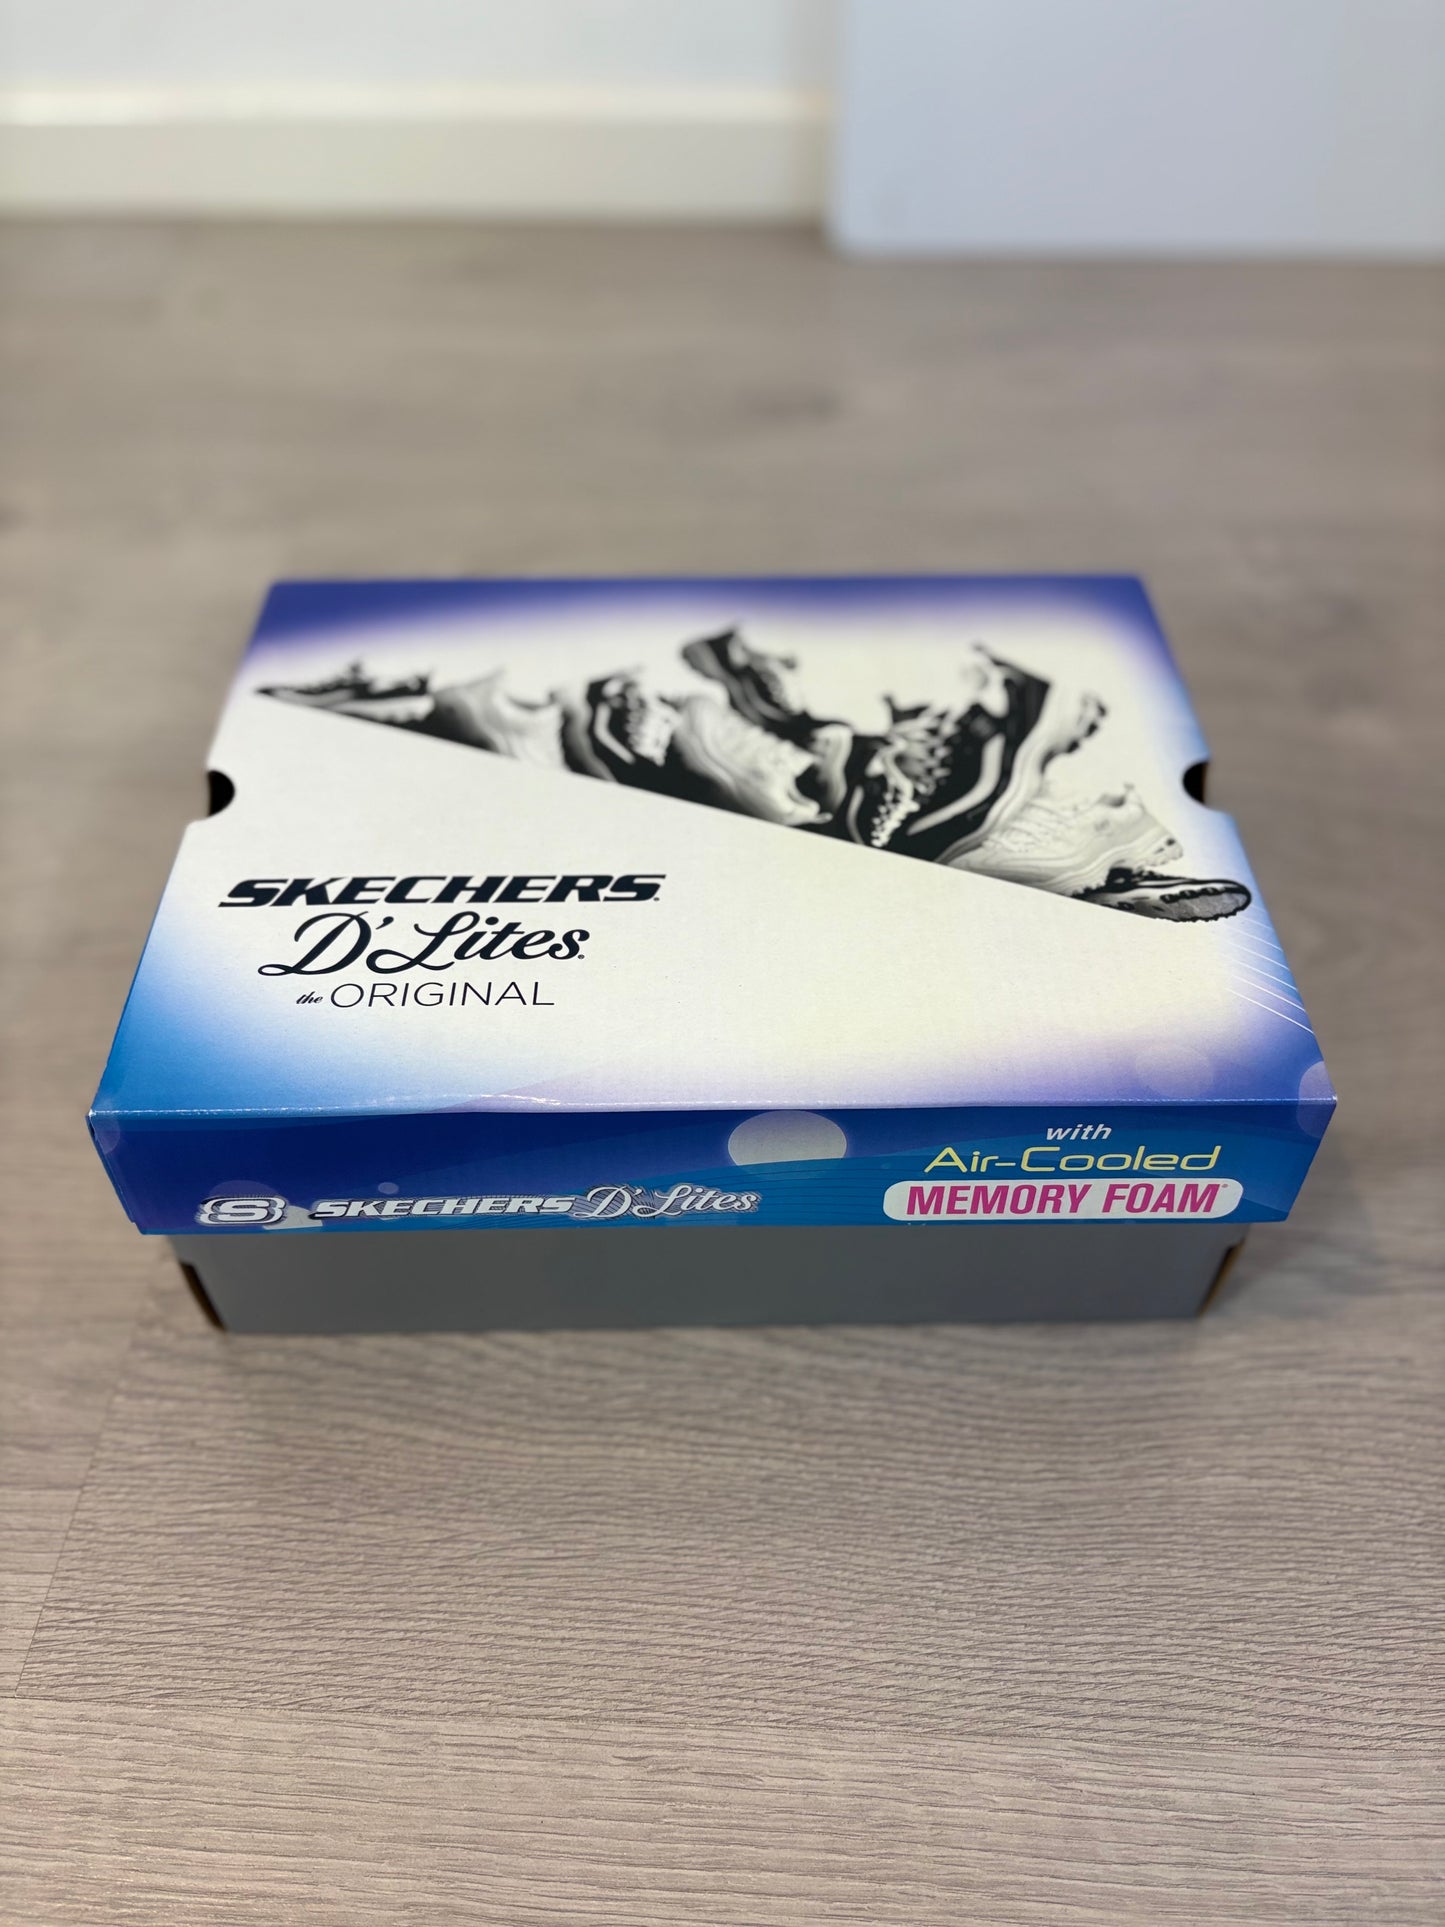 SKECHERS
D'Lites
the ORIGINAL
with
Air-Cooled
S SKECHERS D'Lites
MEMORY FOAM